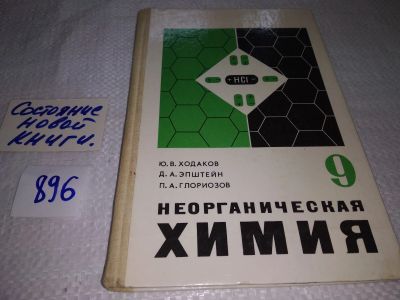 Состояние
новой
книги.
896
+ HCl -
Ю. В. ХОДАКОВ
Д. А. ЭПШТЕЙН
П. А. ГЛОРИОЗОВ
9
НЕОРГАНИЧЕСКАЯ
ХИМИЯ